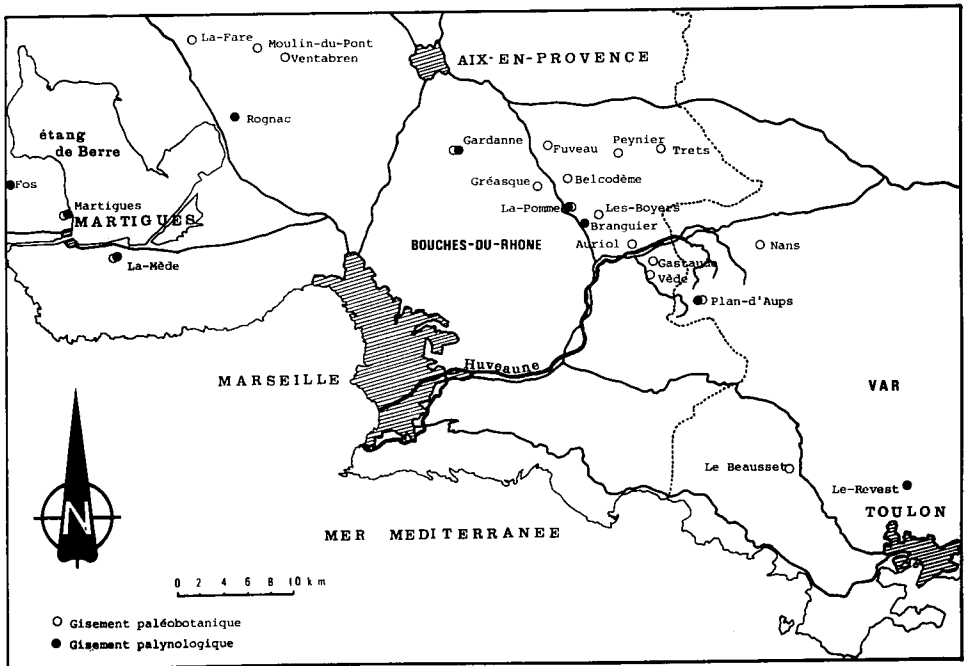 La-Fare
Moulin-du-Pont
Ventabren
AIX-EN-PROVENCE
Rognac
étang
de Berre
Gardanne
Fuveau
Peynier
Trets
Fos
Gréasque
Belcodème
Martigues
MARTIGUES
La-Pomme
Les-Boyers
Branguier
BOUCHES-DU-RHONE
Auriol
Nans
La-Mède
Gastaude
Vède
Plan-d'Aups
Huveaune
MARSEILLE
VAR
Le Beausset
Le-Revest
TOULON
N
MER MEDITERRANEE
0 2 4 6 8 10 km
Gisement paléobotanique
Gisement palynologique